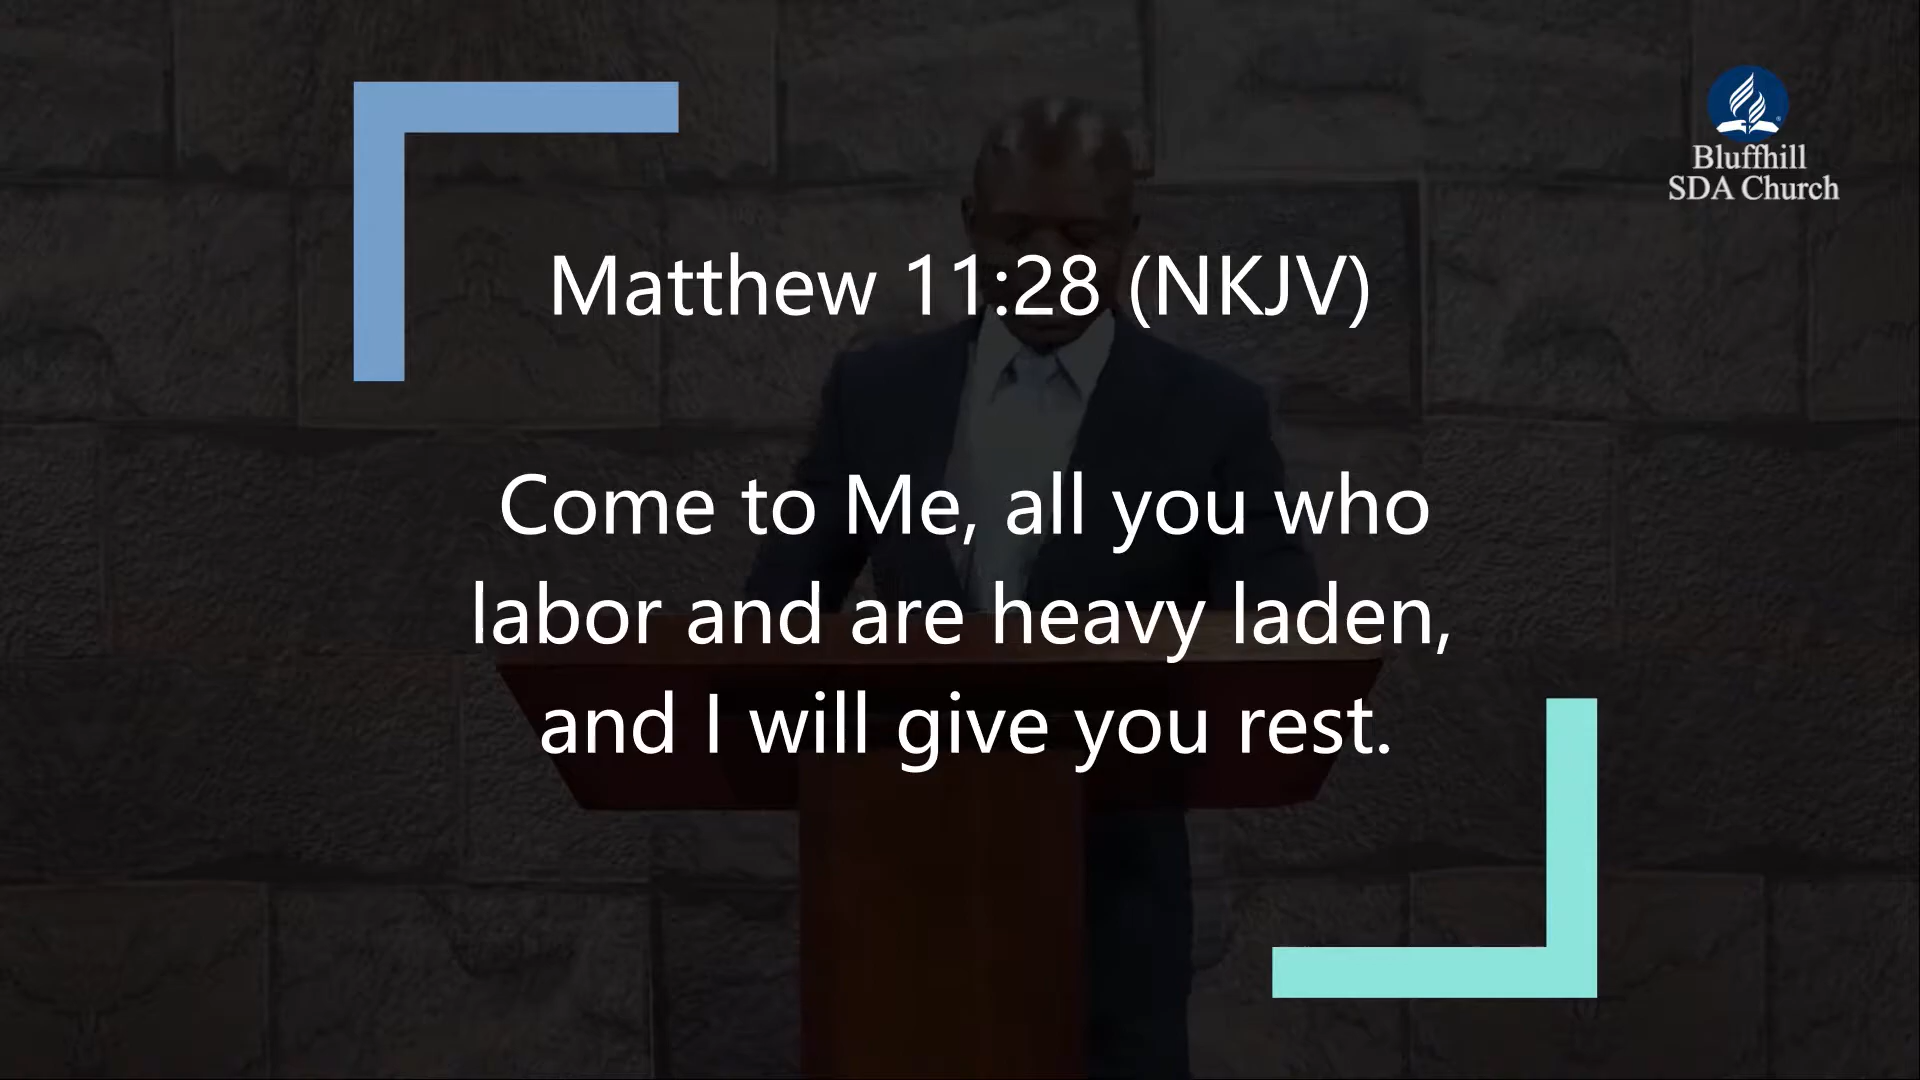 Bluffhill
SDA Church
Matthew 11:28 (NKJV)
Come to Me, all you who
labor and are heavy laden,
and I will give you rest.